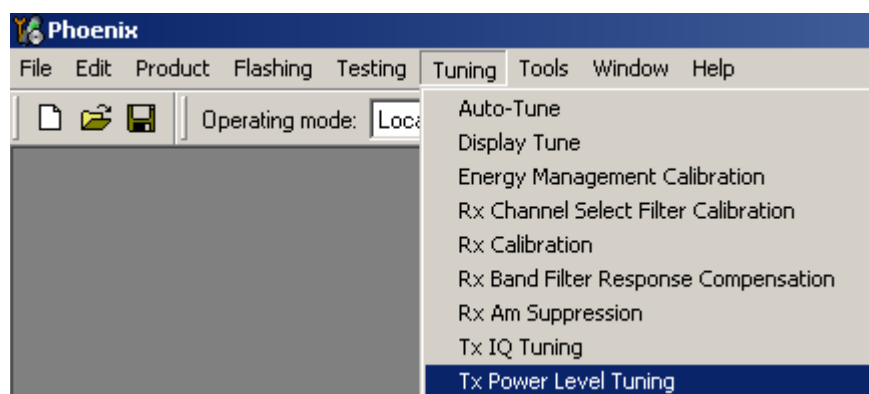 Phoenix
File Edit Product Flashing Testing Tuning Tools Window Help
Operating mode: Loca
Auto-Tune
Display Tune
Energy Management Calibration
Rx Channel Select Filter Calibration
Rx Calibration
Rx Band Filter Response Compensation
Rx Am Suppression
Tx IQ Tuning
Tx Power Level Tuning